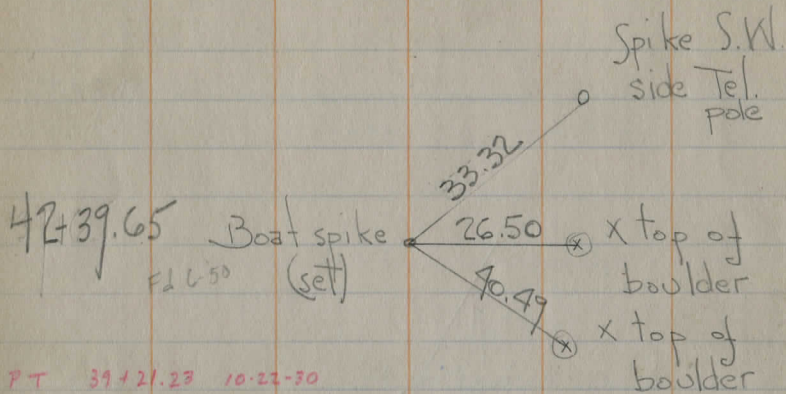 Spike S.W.
side Tel.
pole
33.32
42+39.65 Boat spike
(set)
26.50 x top of
boulder
40.49 x top of
boulder
PT 39+21.23 10-22-30